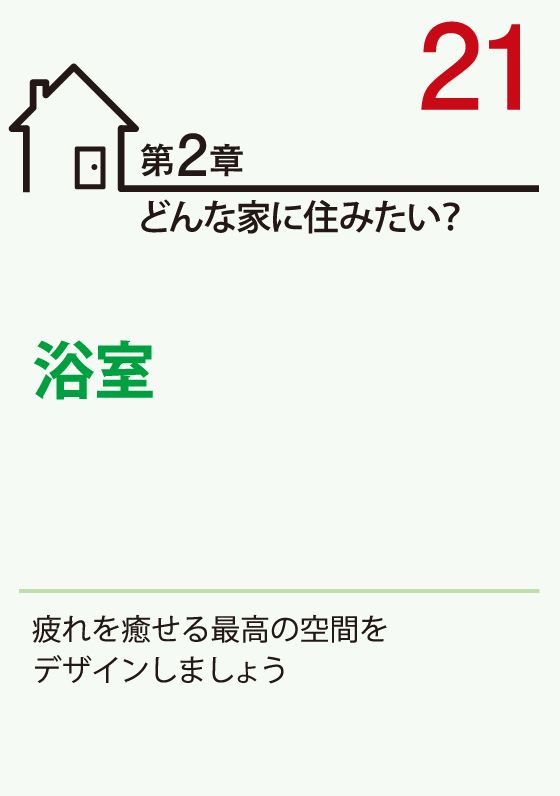 21
第2章
どんな家に住みたい?
浴室
疲れを癒せる最高の空間を
デザインしましょう